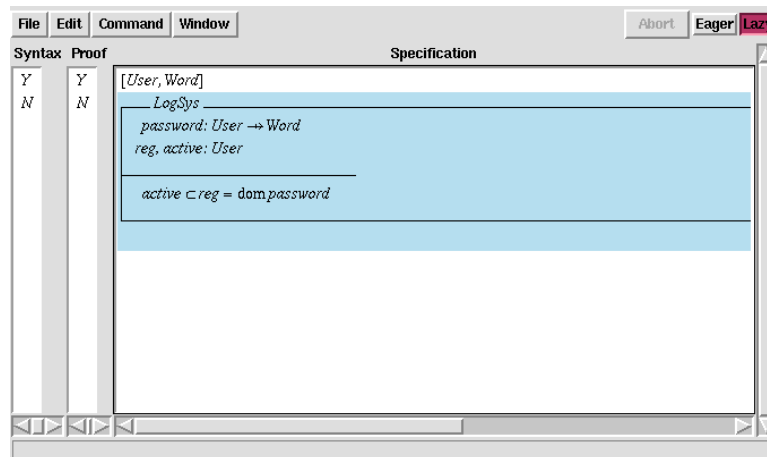 File Edit Command Window Abort Eager Lazy
Syntax Proof Specification
Y Y [User, Word]
N N LogSys
password: User ⇸ Word
reg, active: User
active ⊂ reg = dom password